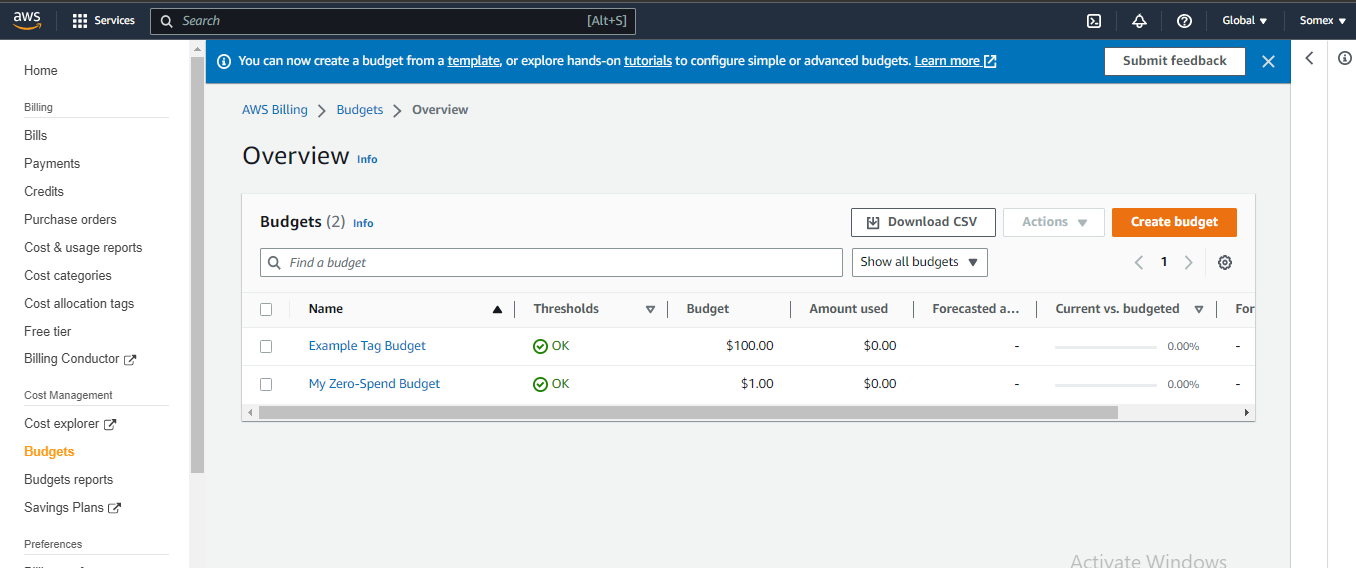 aws Services Search [Alt+S] Global Somex
You can now create a budget from a template, or explore hands-on tutorials to configure simple or advanced budgets. Learn more Submit feedback
Home
Billing
Bills
Payments
Credits
Purchase orders
Cost & usage reports
Cost categories
Cost allocation tags
Free tier
Billing Conductor
Cost Management
Cost explorer
Budgets
Budgets reports
Savings Plans
Preferences
AWS Billing Budgets Overview
Overview Info
Budgets (2) Info Download CSV Actions Create budget
Find a budget Show all budgets 1
Name Thresholds Budget Amount used Forecasted a... Current vs. budgeted For
Example Tag Budget OK $100.00 $0.00 - 0.00% -
My Zero-Spend Budget OK $1.00 $0.00 - 0.00% -
Activate Windows